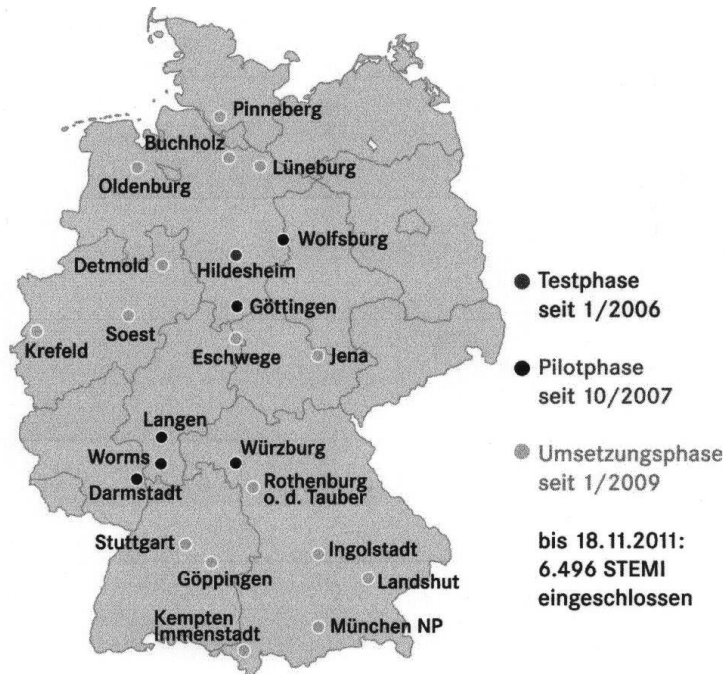 Pinneberg
Buchholz
Lüneburg
Oldenburg
Wolfsburg
Detmold
Hildesheim
Göttingen
Soest
Krefeld
Eschwege
Jena
Langen
Worms
Würzburg
Darmstadt
Rothenburg
o. d. Tauber
Stuttgart
Ingolstadt
Göppingen
Landshut
Kempten
Immenstadt
München NP
Testphase
seit 1/2006
Pilotphase
seit 10/2007
Umsetzungsphase
seit 1/2009
bis 18.11.2011:
6.496 STEMI
eingeschlossen